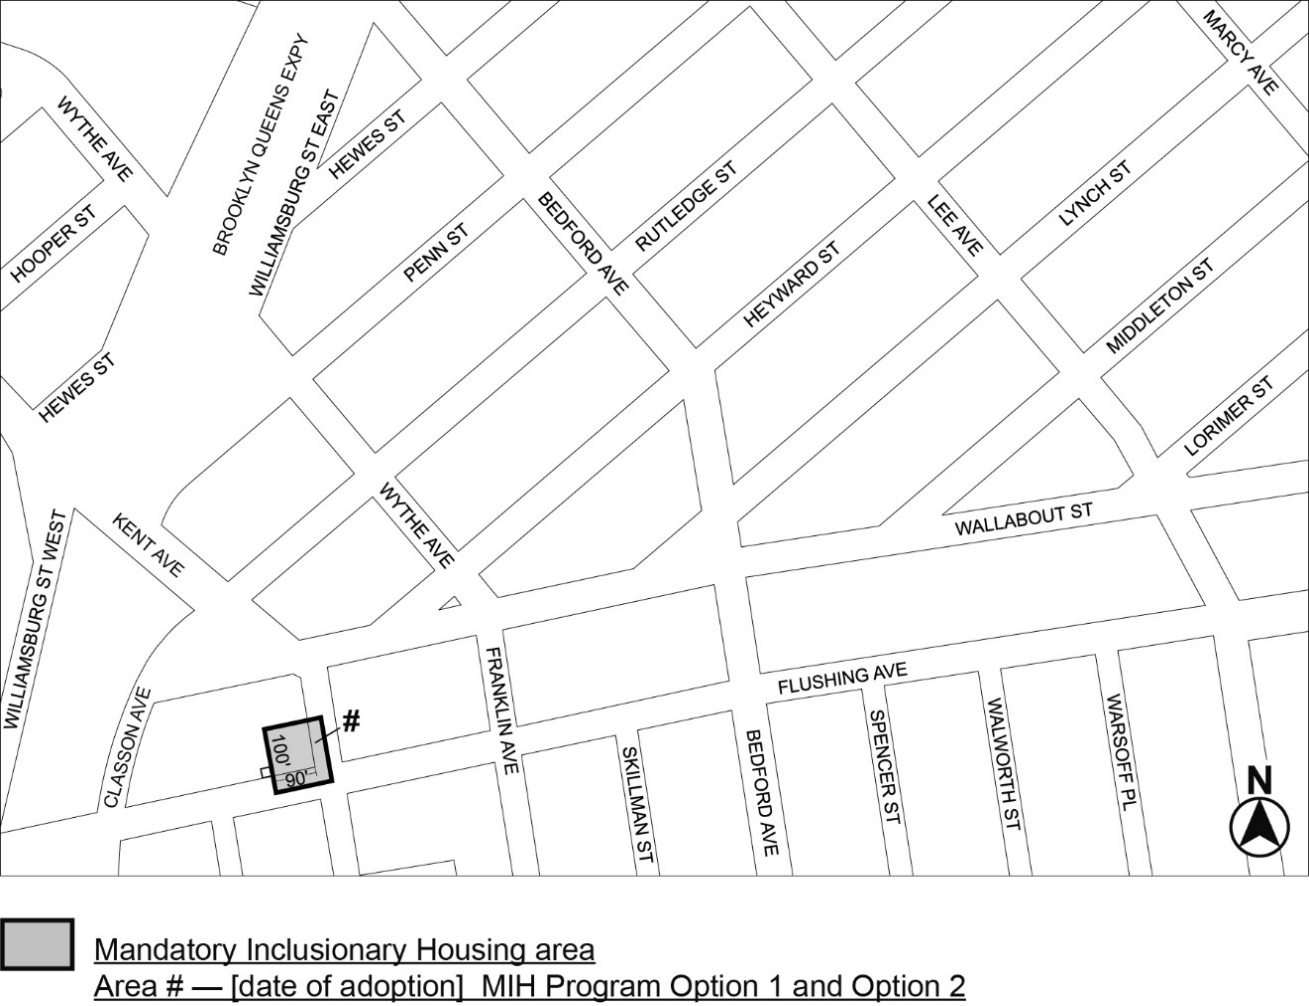 MARCY AVE
BROOKLYN QUEENS EXPY
WYTHE AVE
WILLIAMSBURG ST EAST
HEWES ST
HOOPER ST
PENN ST
BEDFORD AVE
RUTLEDGE ST
LEE AVE
LYNCH ST
HEYWARD ST
MIDDLETON ST
HEWES ST
LORIMER ST
WILLIAMSBURG ST WEST
KENT AVE
WYTHE AVE
WALLABOUT ST
CLASSON AVE
FRANKLIN AVE
FLUSHING AVE
#
100'
90'
SKILLMAN ST
BEDFORD AVE
SPENCER ST
WALWORTH ST
WARSOFF PL
N
Mandatory Inclusionary Housing area
Area # — [date of adoption] MIH Program Option 1 and Option 2